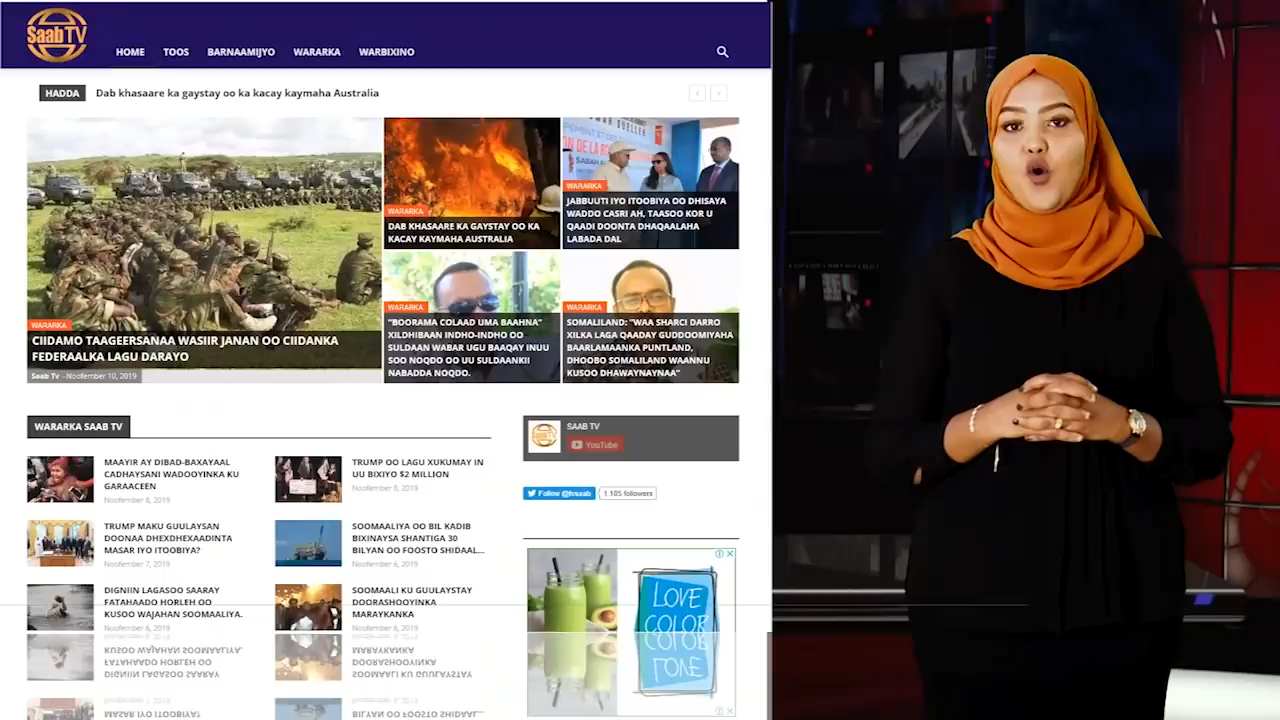 Saab TV
HOME TOOS BARNAAMIJYO WARARKA WARBIXINO
HADDA Dab khasaare ka gaystay oo ka kacay kaymaha Australia
WARARKA
CIIDAMO TAAGEERSANAA WASIIR JANAN OO CIIDANKA
FEDERAALKA LAGU DARAYO
Saab Tv - Noofember 10, 2019
WARARKA
DAB KHASAARE KA GAYSTAY OO KA
KACAY KAYMAHA AUSTRALIA
WARARKA
JABBUUTI IYO ITOOBIYA OO DHISAYA
WADDO CASRI AH, TAASOO KOR U
QAADI DOONTA DHAQAALAHA
LABADA DAL
WARARKA
"BOORAMA COLAAD UMA BAAHNA"
XILDHIBAAN INDHO-INDHO OO
SULDAAN WABAR UGU BAAQAY INUU
SOO NOQDO OO UU SULDAANKII
NABADDA NOQDO.
WARARKA
SOMALILAND: "WAA SHARCI DARRO
XILKA LAGA QAADAY GUDDOOMIYAHA
BAARLAMAANKA PUNTLAND,
DHOOBO SOMALILAND WAANNU
KUSOO DHAWAYNAYNAA"
WARARKA SAAB TV
MAAYIR AY DIBAD-BAXAYAAL
CADHAYSANI WADOOYINKA KU
GARAACEEN
Noofember 8, 2019
TRUMP OO LAGU XUKUMAY IN
UU BIXIYO $2 MILLION
Noofember 8, 2019
TRUMP MAKU GUULAYSAN
DOONAA DHEXDHEXAADINTA
MASAR IYO ITOOBIYA?
Noofember 7, 2019
SOOMAALIYA OO BIL KADIB
BIXINAYSA SHANTIGA 30
BILYAN OO FOOSTO SHIDAAL...
Noofember 6, 2019
DIGNIIN LAGASOO SAARAY
FATAHAADO HORLEH OO
KUSOO WAJAHAN SOOMAALIYA.
Noofember 6, 2019
SOOMAALI KU GUULAYSTAY
DOORASHOOYINKA
MARAYKANKA
Noofember 6, 2019
SAAB TV
YouTube
Follow @tvsaab 1.105 followers
LOVE
COLOR